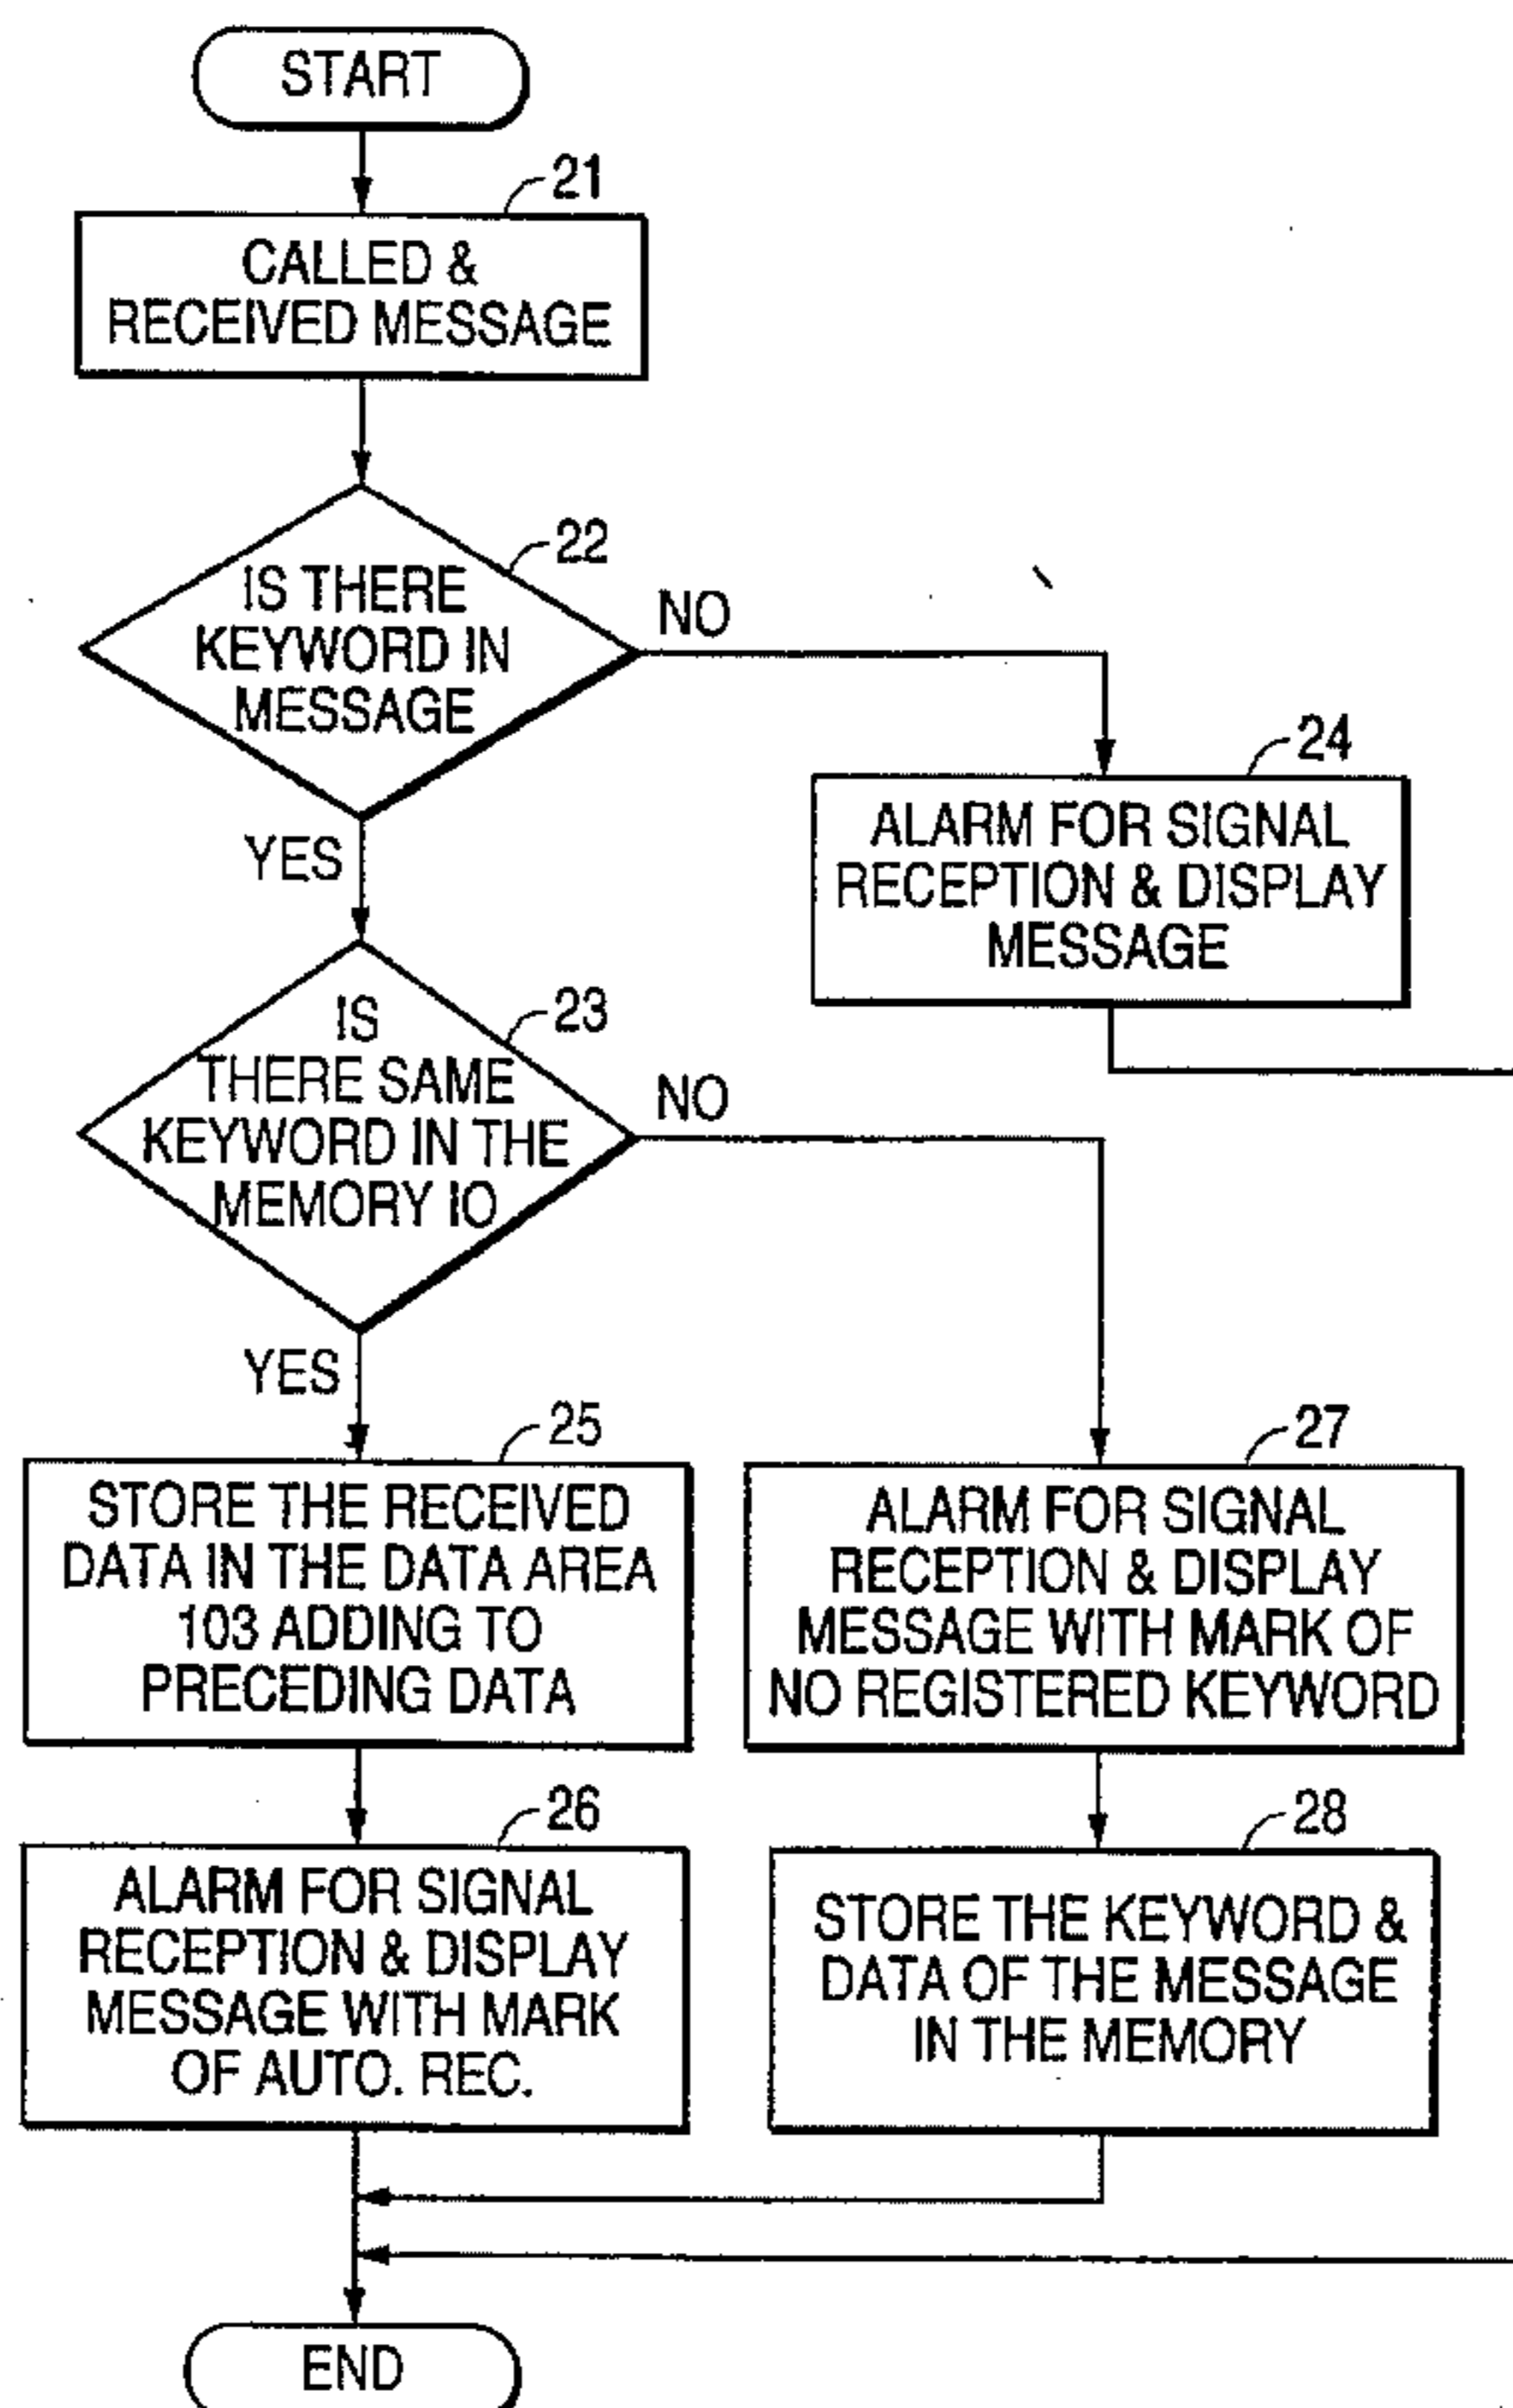 START
21
CALLED &
RECEIVED MESSAGE
22
IS THERE
KEYWORD IN
MESSAGE
NO
YES
24
ALARM FOR SIGNAL
RECEPTION & DISPLAY
MESSAGE
23
IS
THERE SAME
KEYWORD IN THE
MEMORY IO
NO
YES
25
STORE THE RECEIVED
DATA IN THE DATA AREA
103 ADDING TO
PRECEDING DATA
27
ALARM FOR SIGNAL
RECEPTION & DISPLAY
MESSAGE WITH MARK OF
NO REGISTERED KEYWORD
26
ALARM FOR SIGNAL
RECEPTION & DISPLAY
MESSAGE WITH MARK
OF AUTO. REC.
28
STORE THE KEYWORD &
DATA OF THE MESSAGE
IN THE MEMORY
END